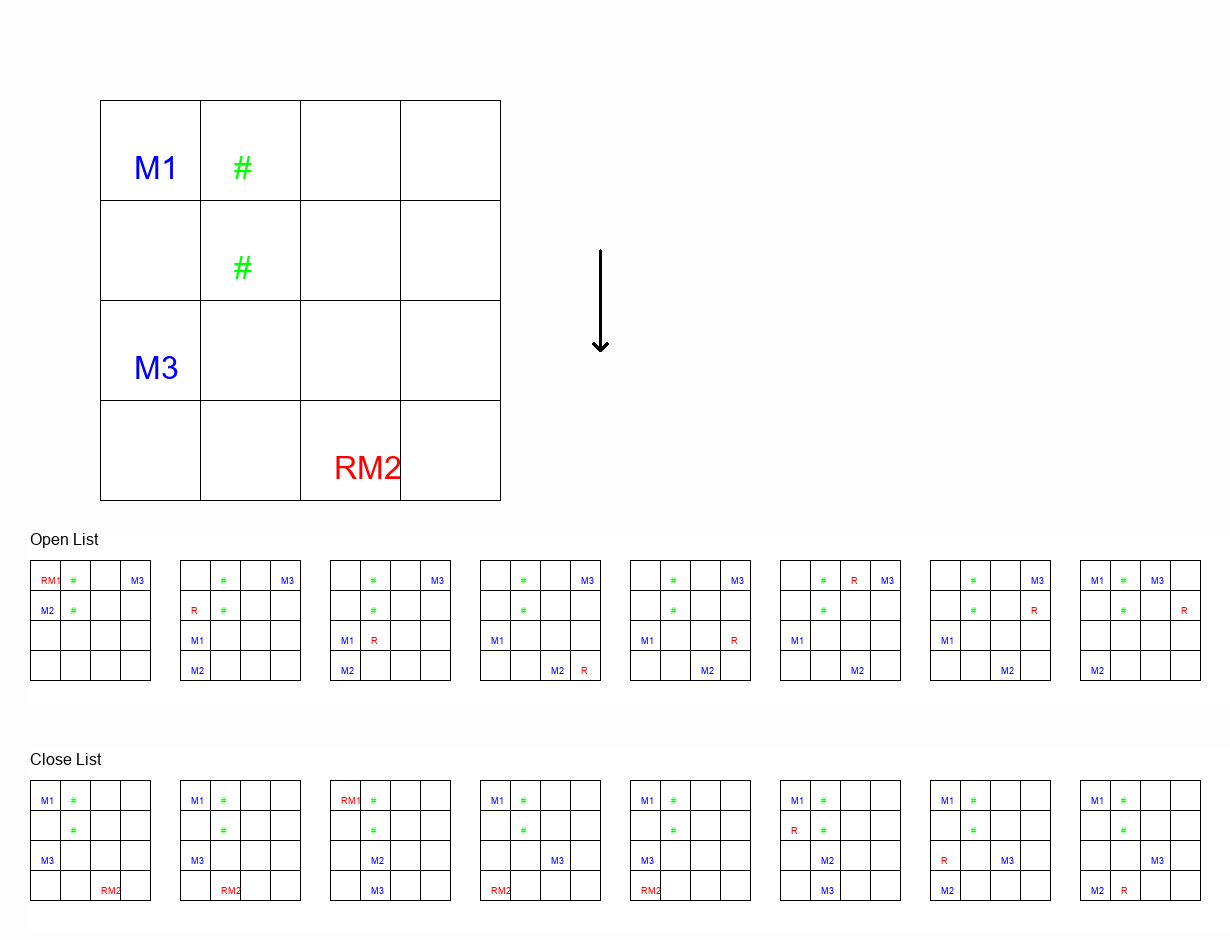 M1 #
#
M3
RM2
Open List
RM1 # M3 # M3 # M3 # M3 # M3 # R M3 # M3 M1 # M3
M2 # R # # # # # # R # R
M1 M1 R M1 M1 R M1 M1
M2 M2 M2 R M2 M2 M2 M2
Close List
M1 # M1 # RM1 # M1 # M1 # M1 # M1 # M1 #
# # # # # R # # #
M3 M3 M2 M3 M3 M2 R M3 M3
RM2 RM2 M3 RM2 RM2 M3 M2 M2 R